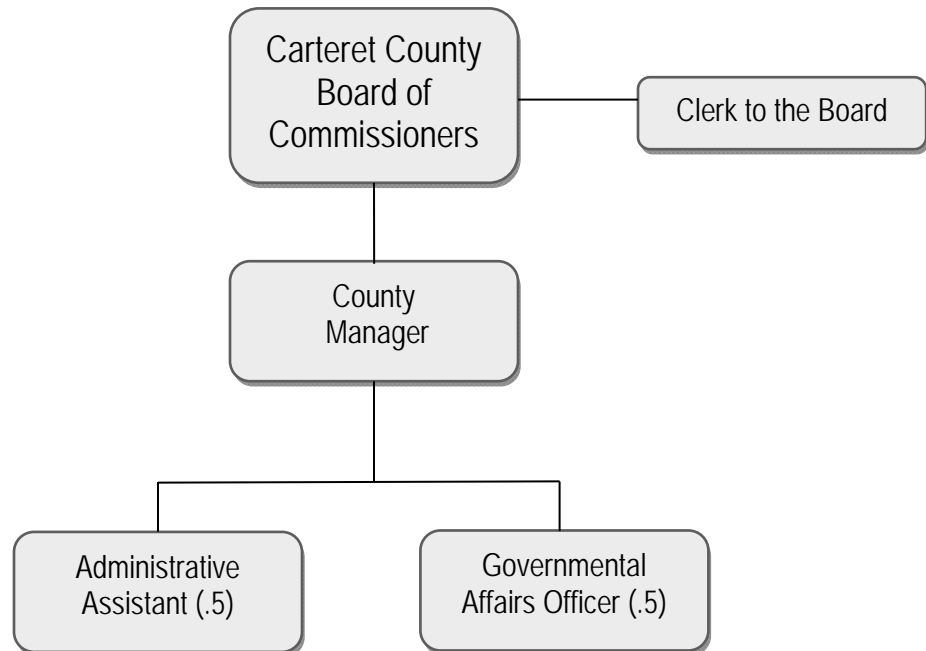 Carteret County
Board of
Commissioners
Clerk to the Board
County
Manager
Administrative
Assistant (.5)
Governmental
Affairs Officer (.5)